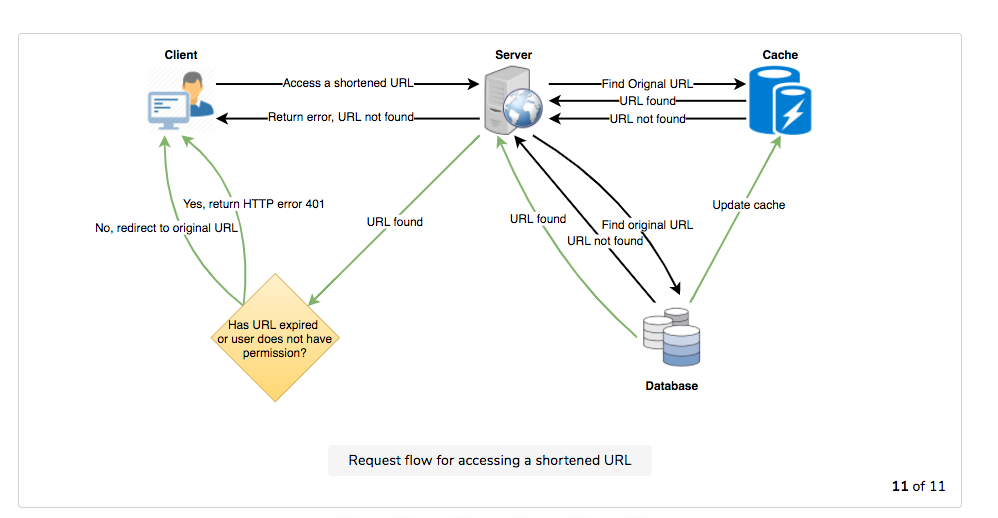 Client
Server
Cache
Access a shortened URL
Find Orignal URL
URL found
Return error, URL not found
URL not found
Yes, return HTTP error 401
No, redirect to original URL
URL found
URL found
Find original URL
URL not found
Update cache
Has URL expired
or user does not have
permission?
Database
Request flow for accessing a shortened URL
11 of 11